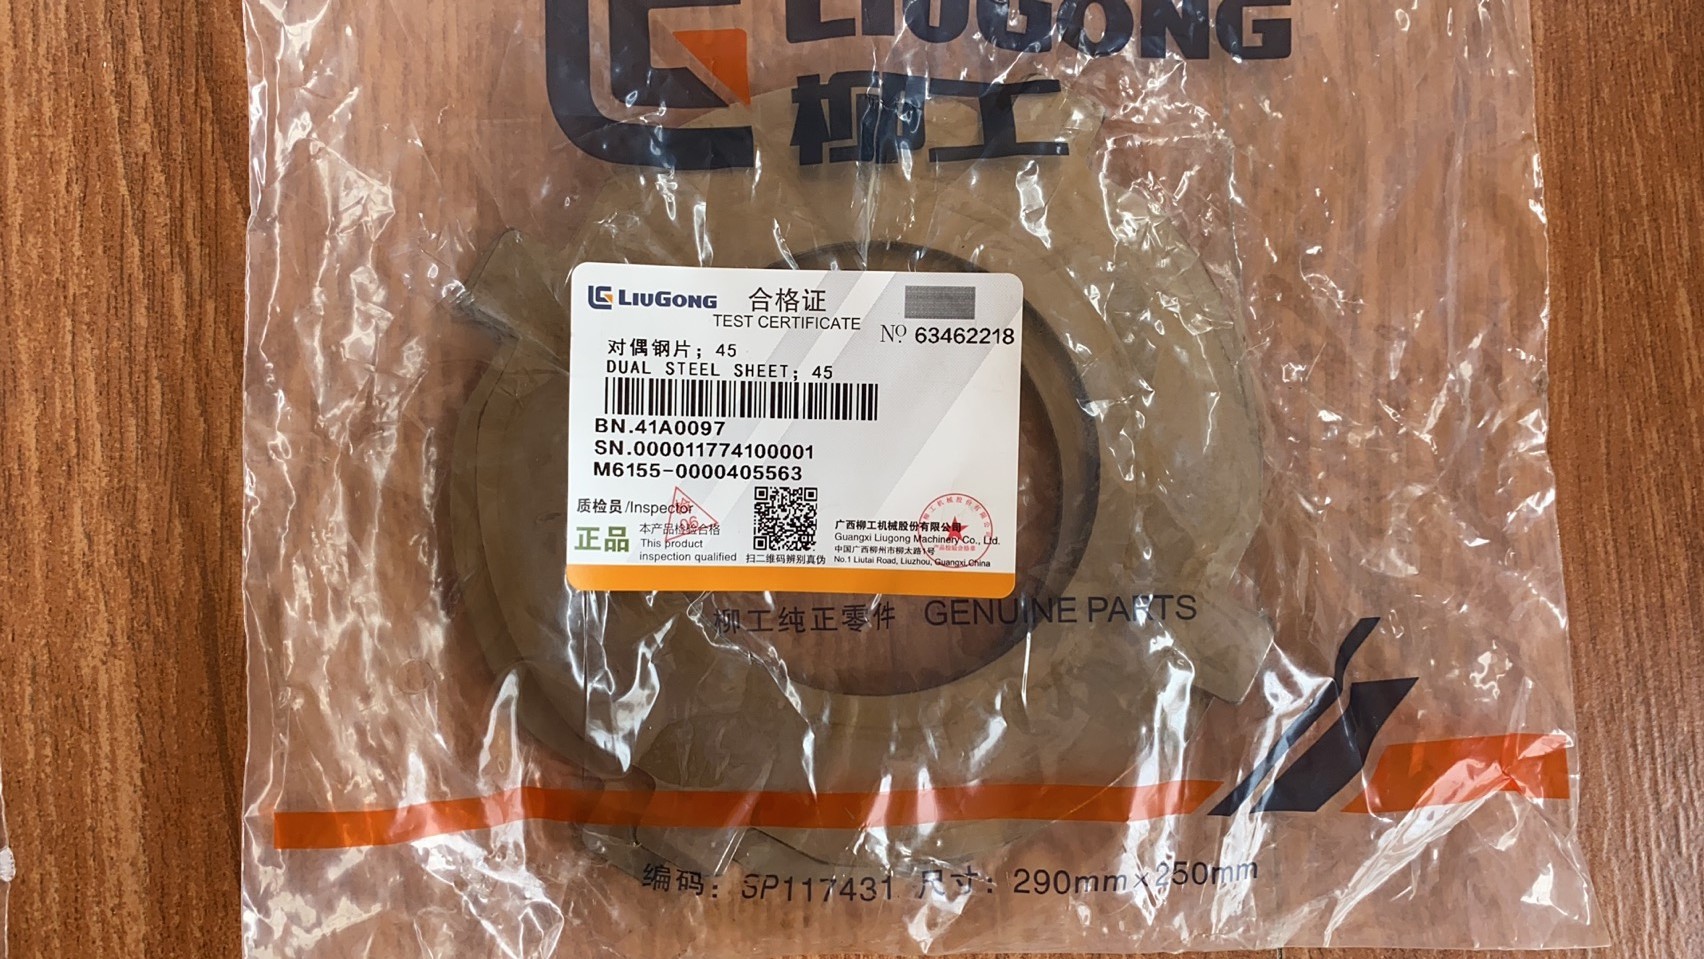 LIUGONG
柳工
LIUGONG
合格证
TEST CERTIFICATE
№ 63462218
对偶钢片; 45
DUAL STEEL SHEET; 45
BN.41A0097
SN.000011774100001
M6155-0000405563
质检员/Inspector
检
06
正品
本产品检验合格
This product
inspection qualified
扫二维码辨别真伪
广西柳工机械股份有限公司
Guangxi Liugong Machinery Co., Ltd.
中国广西柳州市柳太路1号
No.1 Liutai Road, Liuzhou, Guangxi,China
柳工纯正零件 GENUINE PARTS
编码: SP117431 尺寸: 290mm×250mm